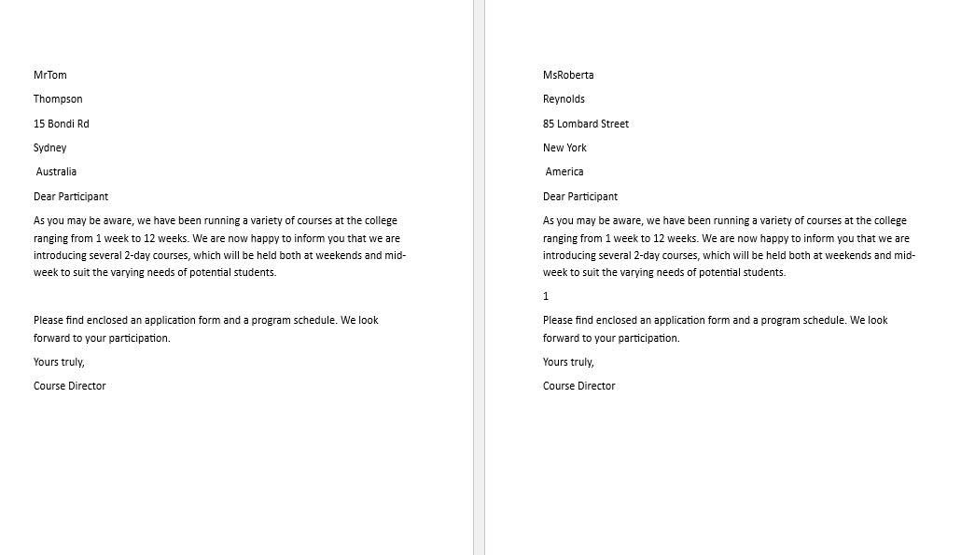 MrTom
Thompson
15 Bondi Rd
Sydney
Australia
Dear Participant
As you may be aware, we have been running a variety of courses at the college
ranging from 1 week to 12 weeks. We are now happy to inform you that we are
introducing several 2-day courses, which will be held both at weekends and mid-
week to suit the varying needs of potential students.
Please find enclosed an application form and a program schedule. We look
forward to your participation.
Yours truly,
Course Director
MsRoberta
Reynolds
85 Lombard Street
New York
America
Dear Participant
As you may be aware, we have been running a variety of courses at the college
ranging from 1 week to 12 weeks. We are now happy to inform you that we are
introducing several 2-day courses, which will be held both at weekends and mid-
week to suit the varying needs of potential students.
1
Please find enclosed an application form and a program schedule. We look
forward to your participation.
Yours truly,
Course Director